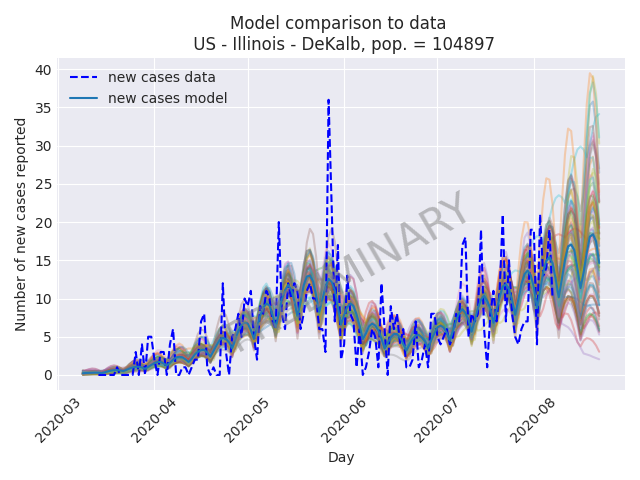 Model comparison to data
US - Illinois - DeKalb, pop. = 104897
new cases data
new cases model
Number of new cases reported
40
35
30
25
20
15
10
5
0
2020-03
2020-04
2020-05
2020-06
2020-07
2020-08
Day